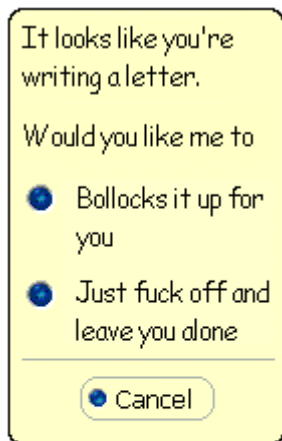 It looks like you're
writing a letter.
Would you like me to
Bollocks it up for
you
Just fuck off and
leave you alone
Cancel